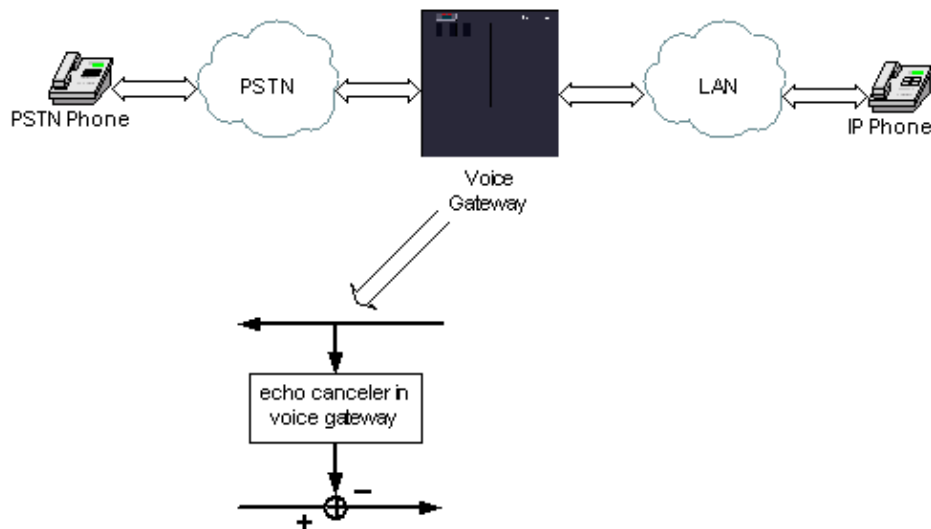 PSTN
LAN
PSTN Phone
IP Phone
Voice
Gateway
echo canceler in
voice gateway
−
+